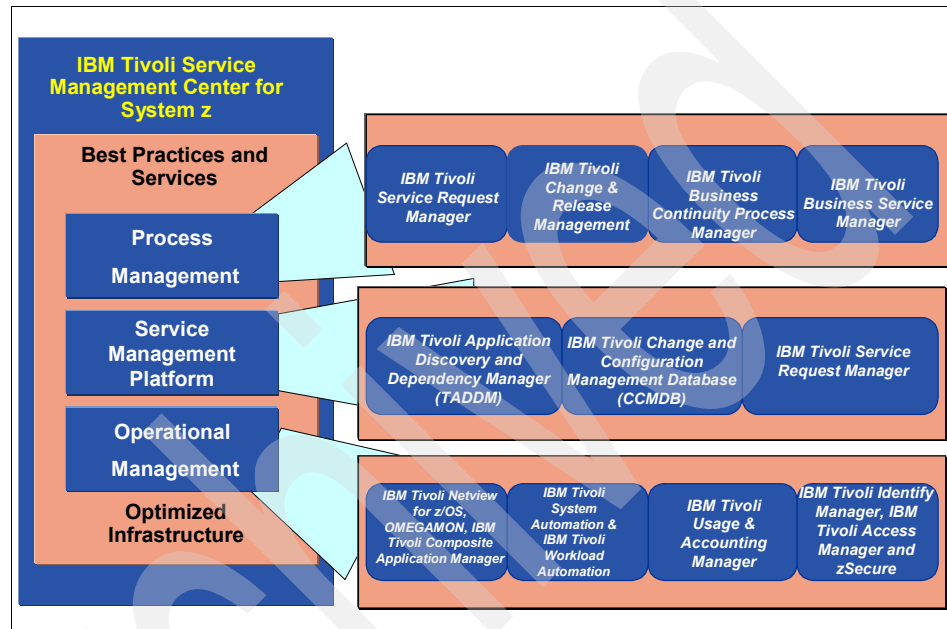 IBM Tivoli Service
Management Center for
System z
Best Practices and
Services
Process
Management
Service
Management
Platform
Operational
Management
Optimized
Infrastructure
IBM Tivoli
Service Request
Manager
IBM Tivoli
Change &
Release
Management
IBM Tivoli
Business
Continuity Process
Manager
IBM Tivoli
Business Service
Manager
IBM Tivoli Application
Discovery and
Dependency Manager
(TADDM)
IBM Tivoli Change and
Configuration
Management Database
(CCMDB)
IBM Tivoli Service
Request Manager
IBM Tivoli Netview
for z/OS,
OMEGAMON, IBM
Tivoli Composite
Application Manager
IBM Tivoli
System
Automation &
IBM Tivoli
Workload
Automation
IBM Tivoli
Usage &
Accounting
Manager
IBM Tivoli Identify
Manager, IBM
Tivoli Access
Manager and
zSecure